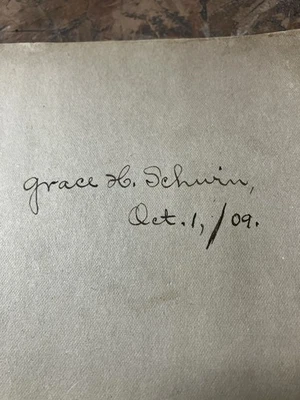 Grace H. Schwin,
Oct. 1, /09.